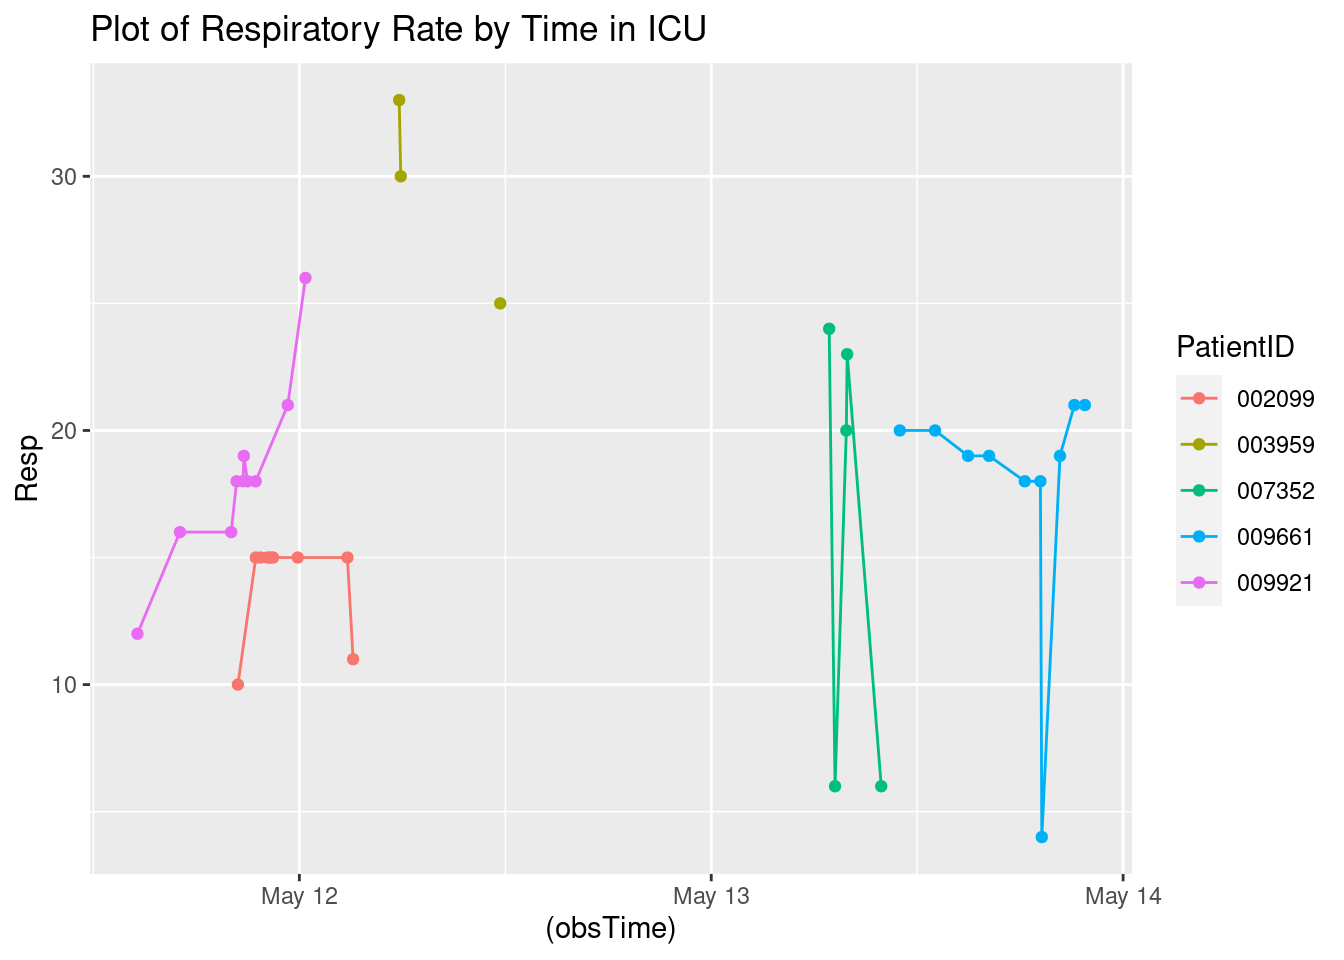 Plot of Respiratory Rate by Time in ICU
30
20
10
Resp
May 12
May 13
May 14
(obsTime)
PatientID
002099
003959
007352
009661
009921